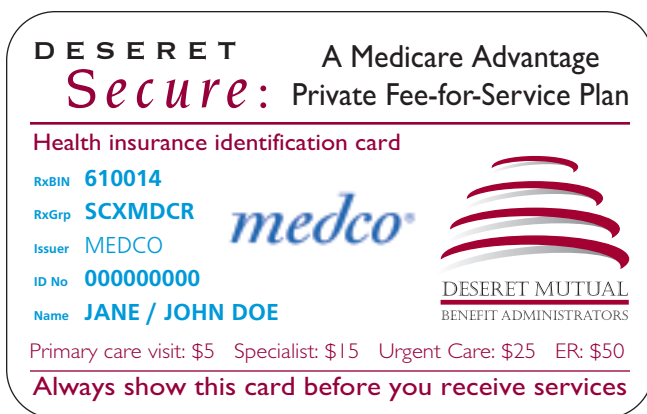 DESERET
Secure:
A Medicare Advantage
Private Fee-for-Service Plan
Health insurance identification card
RxBIN 610014
RxGrp SCXMDCR
Issuer MEDCO
ID No 000000000
Name JANE / JOHN DOE
medco®
DESERET MUTUAL
BENEFIT ADMINISTRATORS
Primary care visit: $5 Specialist: $15 Urgent Care: $25 ER: $50
Always show this card before you receive services